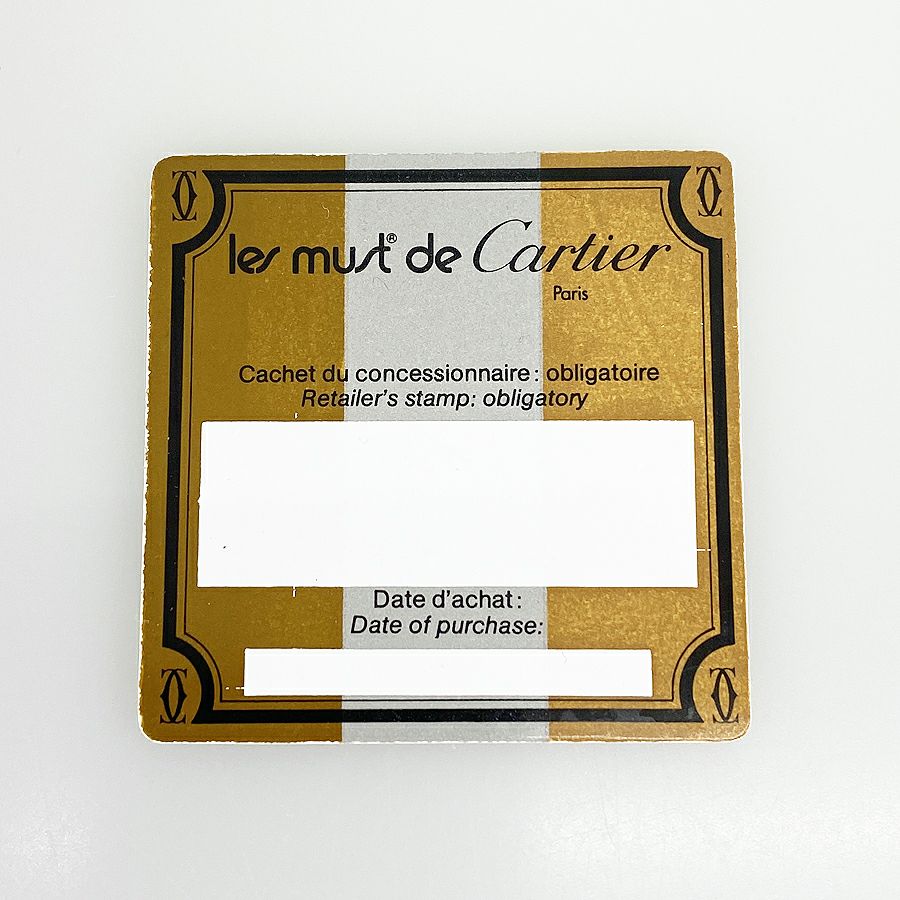 les must® de Cartier
Paris
Cachet du concessionnaire : obligatoire
Retailer's stamp: obligatory
Date d'achat :
Date of purchase: